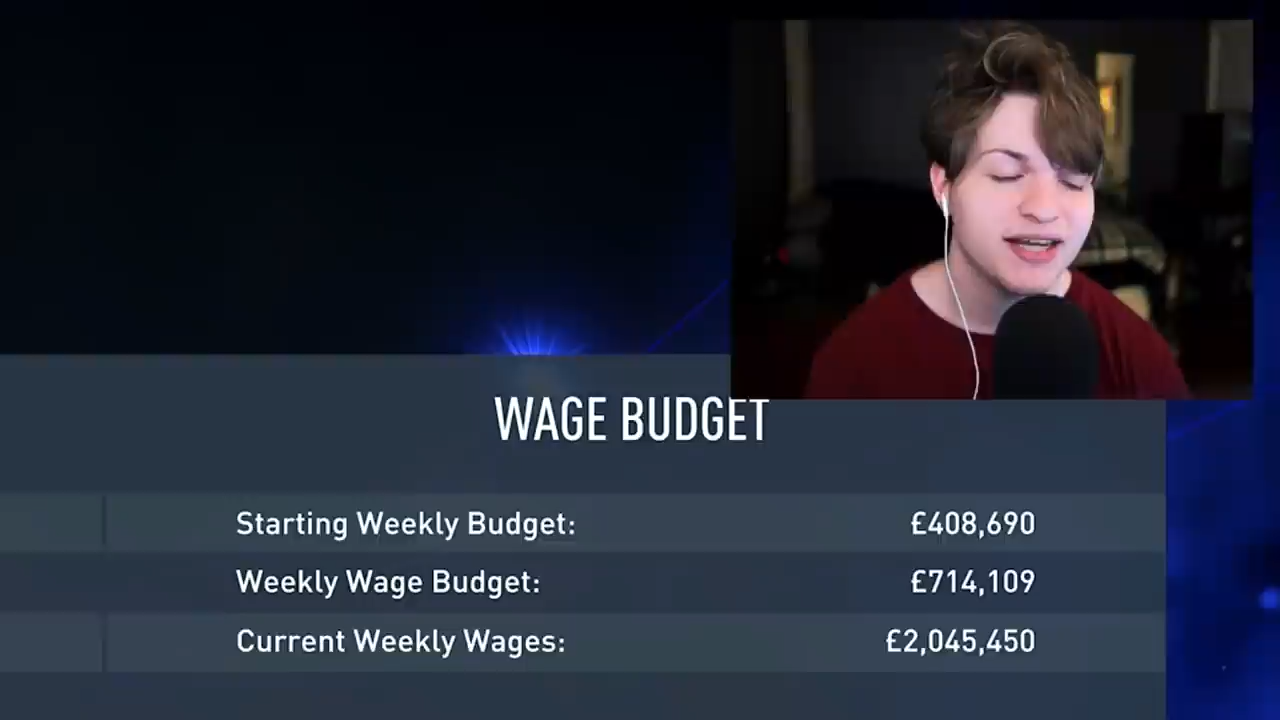 WAGE BUDGET
Starting Weekly Budget: £408,690
Weekly Wage Budget: £714,109
Current Weekly Wages: £2,045,450